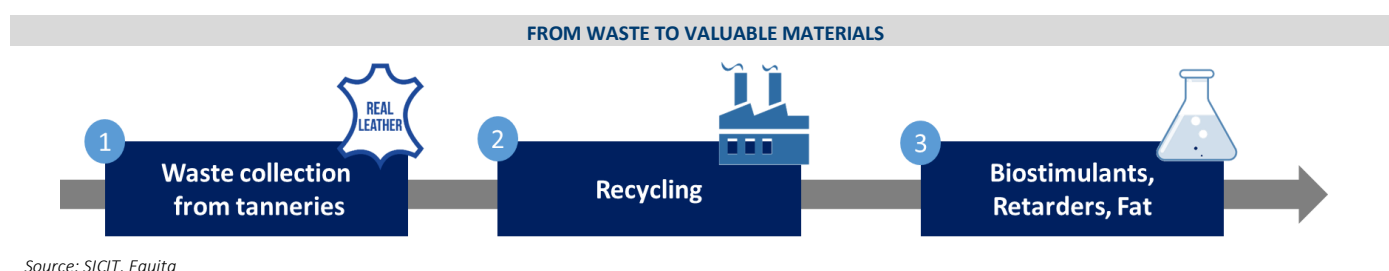 FROM WASTE TO VALUABLE MATERIALS
REAL
LEATHER
1
Waste collection
from tanneries
2
Recycling
3
Biostimulants,
Retarders, Fat
Source: SICIT, Equita